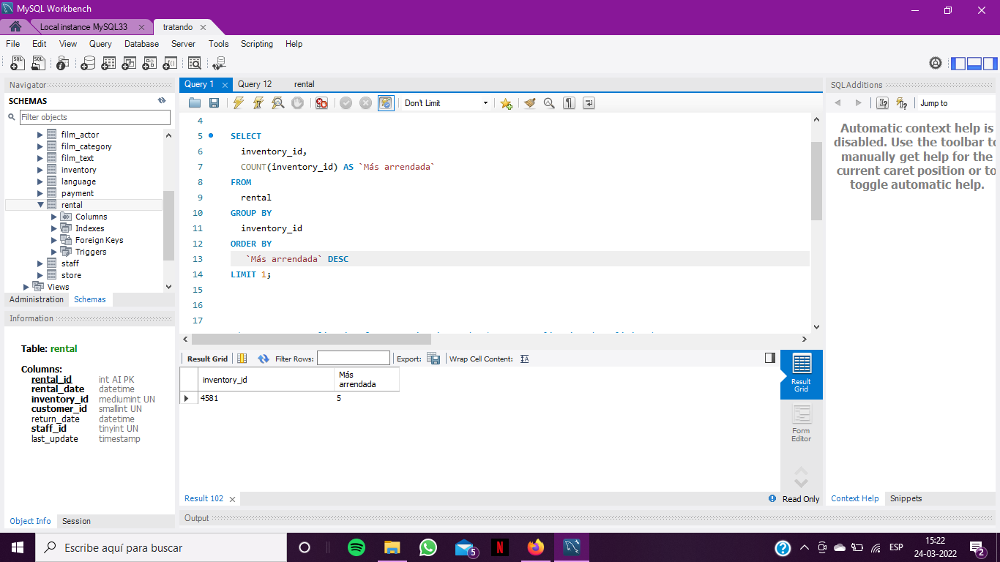 MySQL Workbench
Local instance MySQL33
tratando
File Edit View Query Database Server Tools Scripting Help
Navigator
SCHEMAS
Filter objects
film_actor
film_category
film_text
inventory
language
payment
rental
Columns
Indexes
Foreign Keys
Triggers
staff
store
Views
Administration Schemas
Information
Table: rental
Columns:
rental_id int AI PK
rental_date datetime
inventory_id mediumint UN
customer_id smallint UN
return_date datetime
staff_id tinyint UN
last_update timestamp
Object Info Session
Query 1 Query 12 rental
Don't Limit
4
5 SELECT
6 inventory_id,
7 COUNT(inventory_id) AS `Más arrendada`
8 FROM
9 rental
10 GROUP BY
11 inventory_id
12 ORDER BY
13 `Más arrendada` DESC
14 LIMIT 1;
15
16
17
Result Grid Filter Rows: Export: Wrap Cell Content: IA
inventory_id Más
arrendada
4581 5
Result
Grid
Form
Editor
Result 102
Read Only
Output
SQLAdditions
Jump to
Automatic context help is
disabled. Use the toolbar to
manually get help for the
current caret position or to
toggle automatic help.
Context Help Snippets
Escribe aquí para buscar
5
N
ESP
15:22
24-03-2022
2